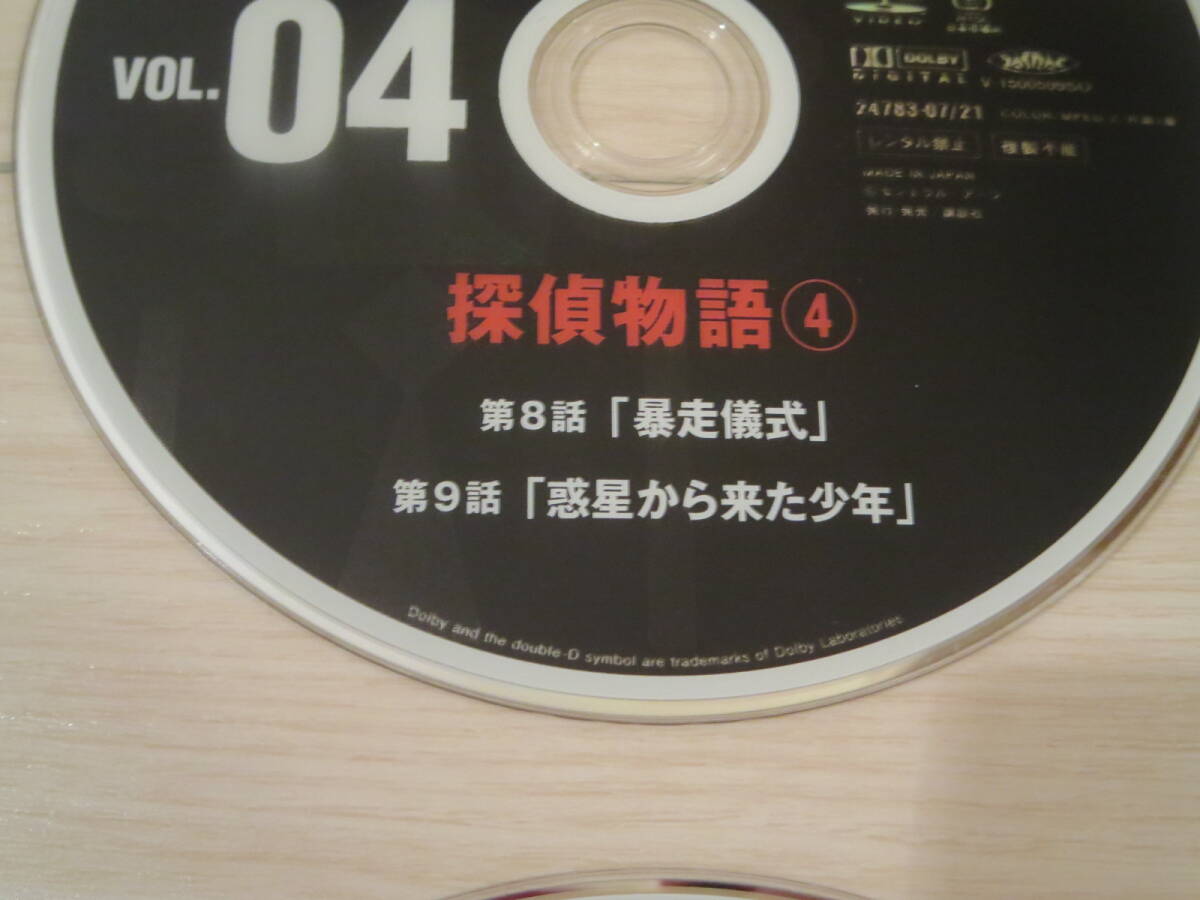 VOL. 04
VIDEO
DOLBY
DIGITAL
24783-07/21
レンタル禁止 複製不能
MADE IN JAPAN
探偵物語④
第8話「暴走儀式」
第9話「惑星から来た少年」
Dolby and the double-D symbol are trademarks of Dolby Laboratories